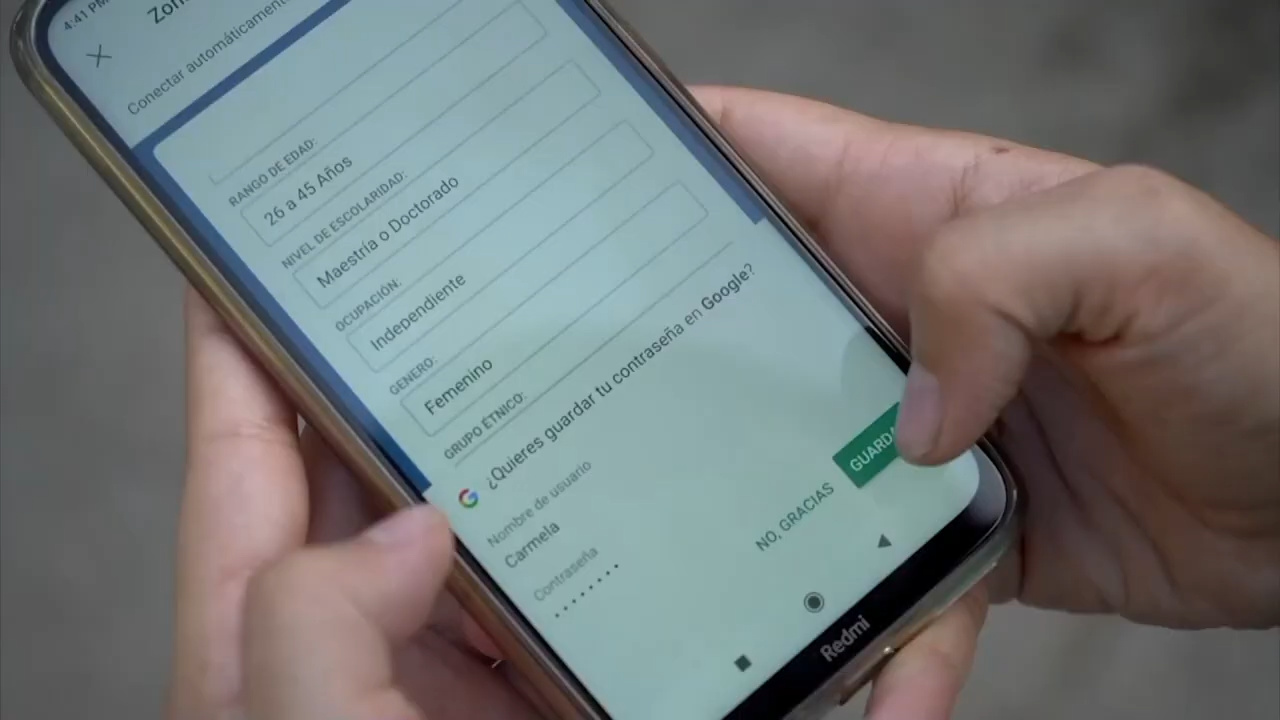 4:41 PM
Conectar automáticamente
RANGO DE EDAD:
26 a 45 Años
NIVEL DE ESCOLARIDAD:
Maestría o Doctorado
OCUPACIÓN:
Independiente
GENERO:
Femenino
GRUPO ÉTNICO:
¿Quieres guardar tu contraseña en Google?
Nombre de usuario
Carmela
Contraseña
••••••••
NO, GRACIAS
Redmi